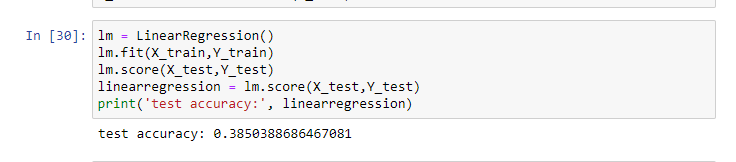 In [30]: lm = LinearRegression()
lm.fit(X_train,Y_train)
lm.score(X_test,Y_test)
linearregression = lm.score(X_test,Y_test)
print('test accuracy:', linearregression)
test accuracy: 0.3850388686467081